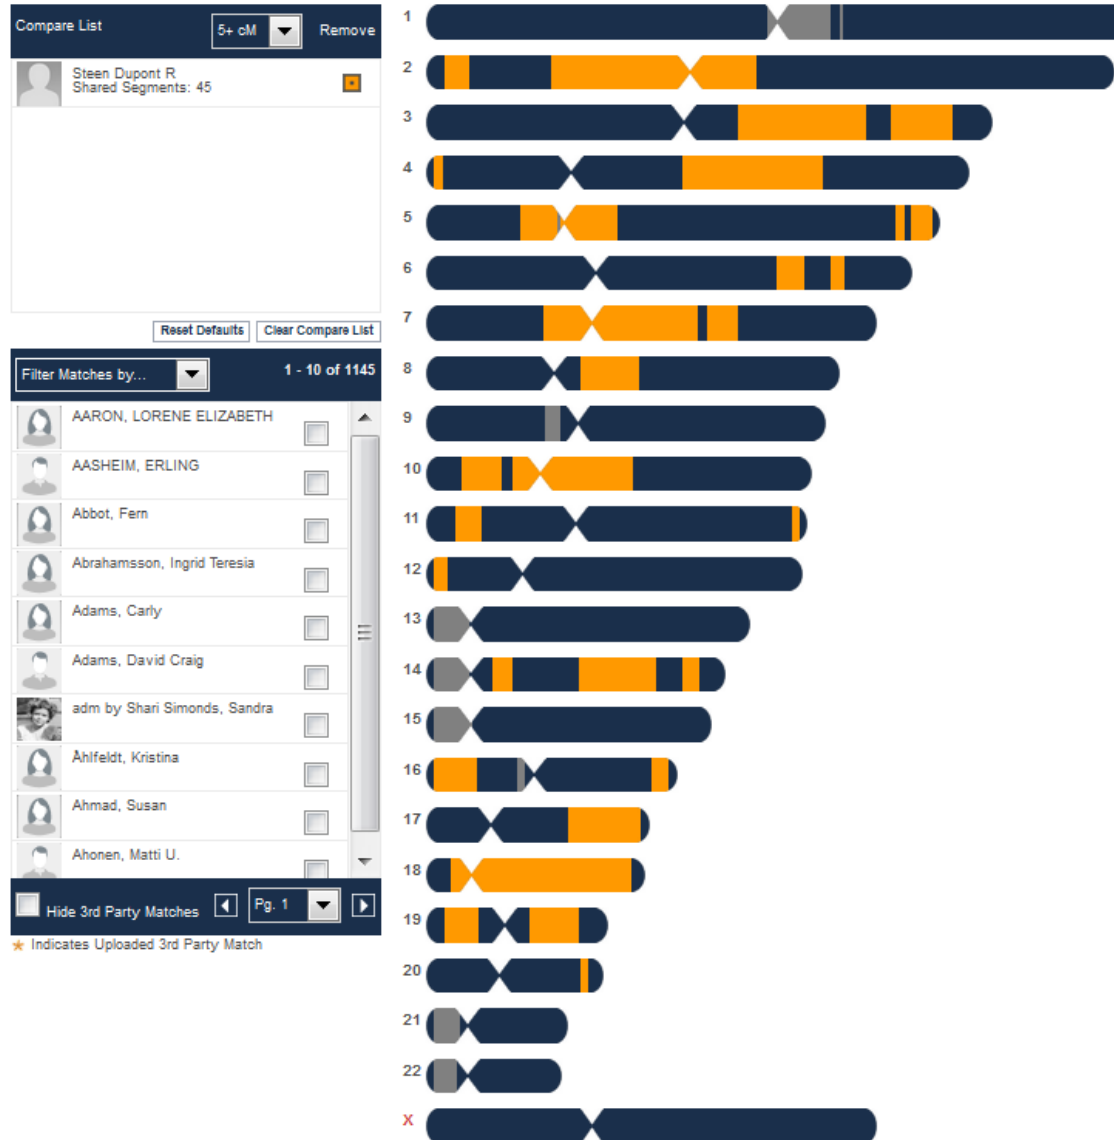 Compare List
5+ cM
Remove
Steen Dupont R
Shared Segments: 45
Reset Defaults
Clear Compare List
Filter Matches by...
1 - 10 of 1145
AARON, LORENE ELIZABETH
AASHEIM, ERLING
Abbot, Fern
Abrahamsson, Ingrid Teresia
Adams, Carly
Adams, David Craig
adm by Shari Simonds, Sandra
Åhlfeldt, Kristina
Ahmad, Susan
Ahonen, Matti U.
Hide 3rd Party Matches
Pg. 1
Indicates Uploaded 3rd Party Match
1
2
3
4
5
6
7
8
9
10
11
12
13
14
15
16
17
18
19
20
21
22
X